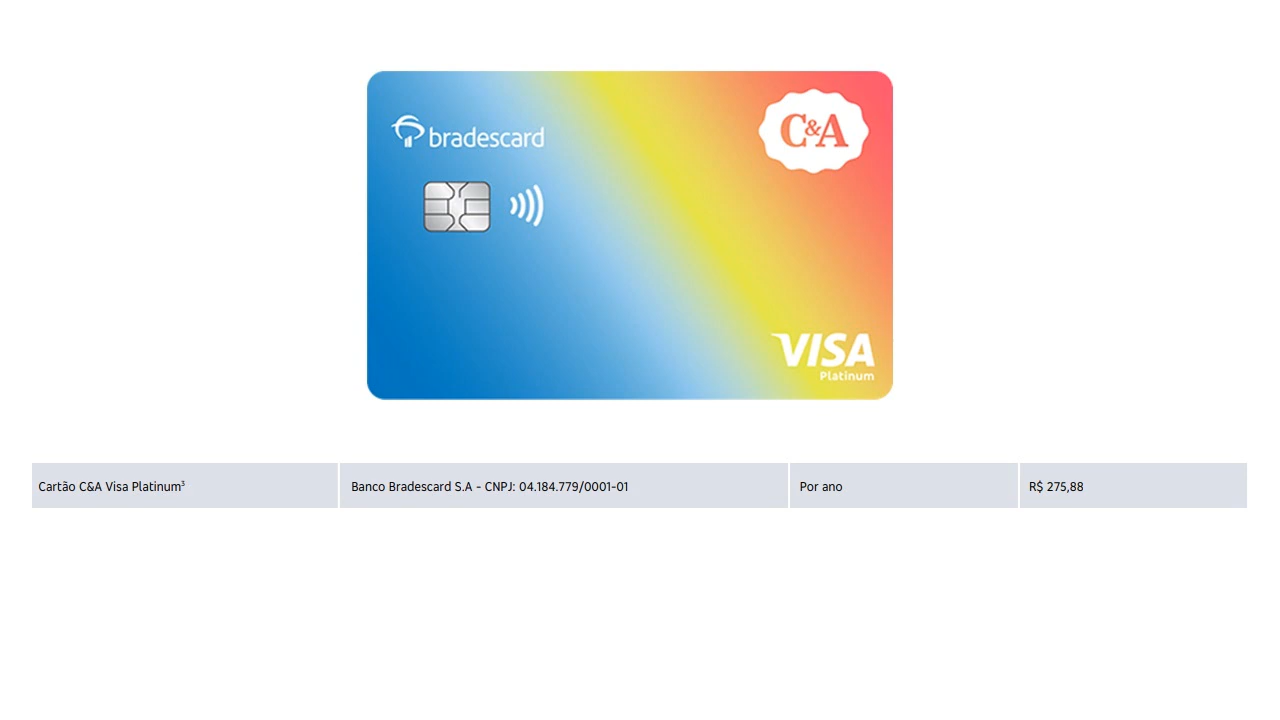 bradescard
C&A
VISA
Platinum
Cartão C&A Visa Platinum³ Banco Bradescard S.A - CNPJ: 04.184.779/0001-01 Por ano R$ 275,88